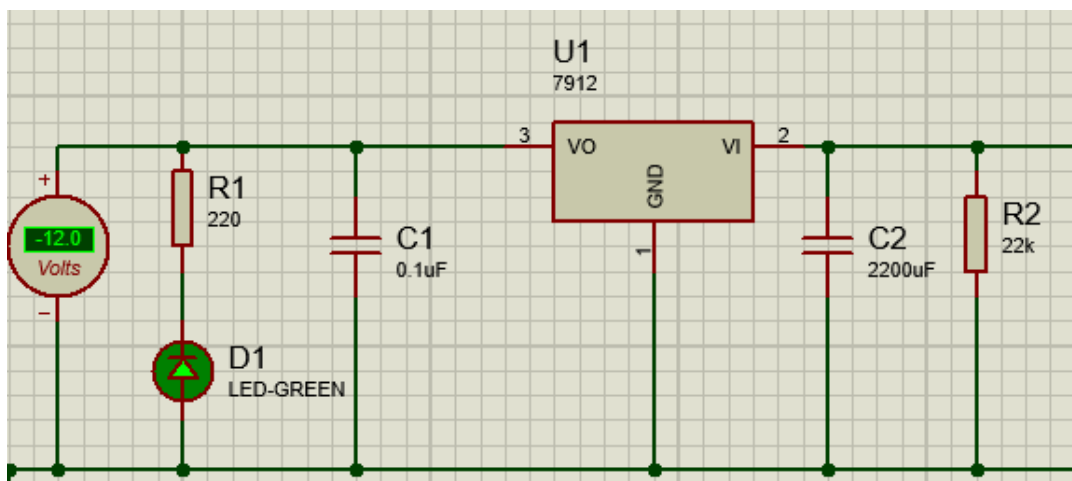 U1
7912
3
VO
VI
2
GND
1
+
-12.0
Volts
−
R1
220
C1
0.1uF
C2
2200uF
R2
22k
D1
LED-GREEN